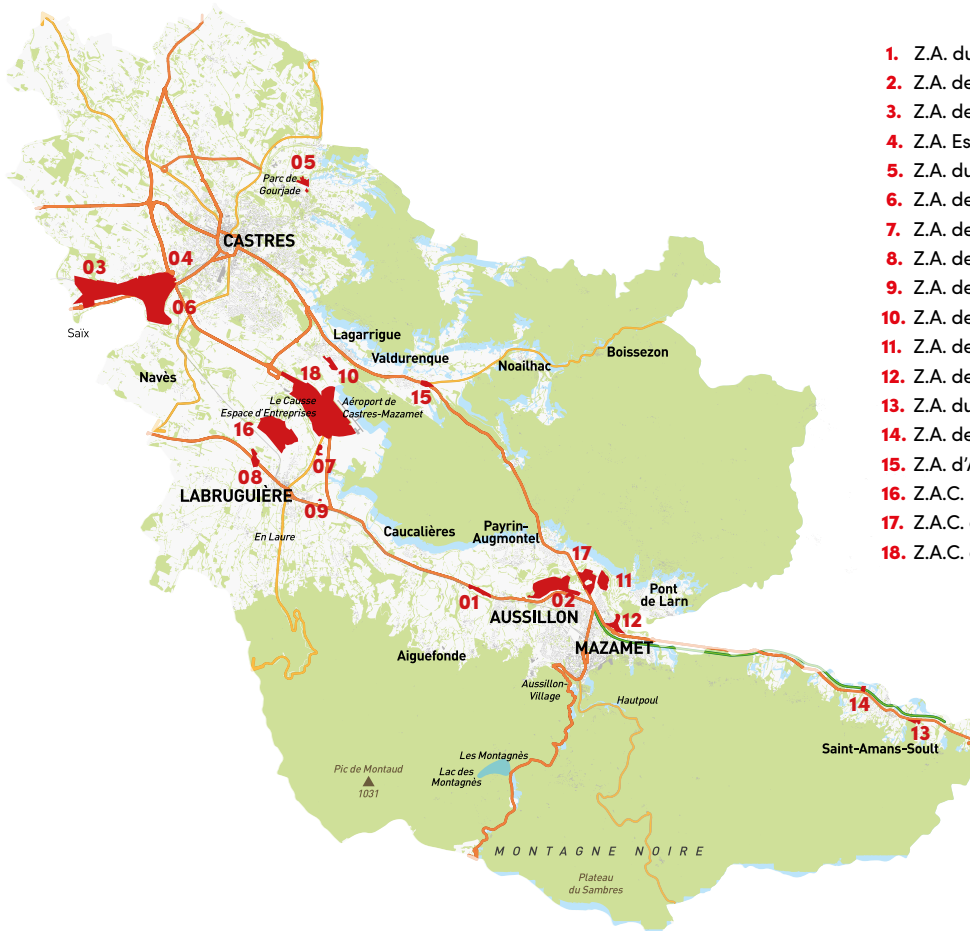 05
Parc de
Gourjade
CASTRES
04
03
06
Saïx
Lagarrigue
Valdurenque
Boissezon
Noailhac
Navès
18
10
15
Le Causse
Espace d'Entreprises
Aéroport de
Castres-Mazamet
16
07
08
LABRUGUIÈRE
09
En Laure
Caucalières
Payrin-
Augmontel
17
11
01
02
Pont
de Larn
AUSSILLON
12
MAZAMET
Aiguefonde
Aussillon-
Village
Hautpoul
14
13
Saint-Amans-Soult
Les Montagnès
Lac des
Montagnès
Pic de Montaud
1031
MONTAGNE NOIRE
Plateau
du Sambres
1. Z.A. du
2. Z.A. de
3. Z.A. de
4. Z.A. Es
5. Z.A. du
6. Z.A. de
7. Z.A. de
8. Z.A. de
9. Z.A. de
10. Z.A. de
11. Z.A. de
12. Z.A. de
13. Z.A. du
14. Z.A. de
15. Z.A. d'A
16. Z.A.C.
17. Z.A.C.
18. Z.A.C.